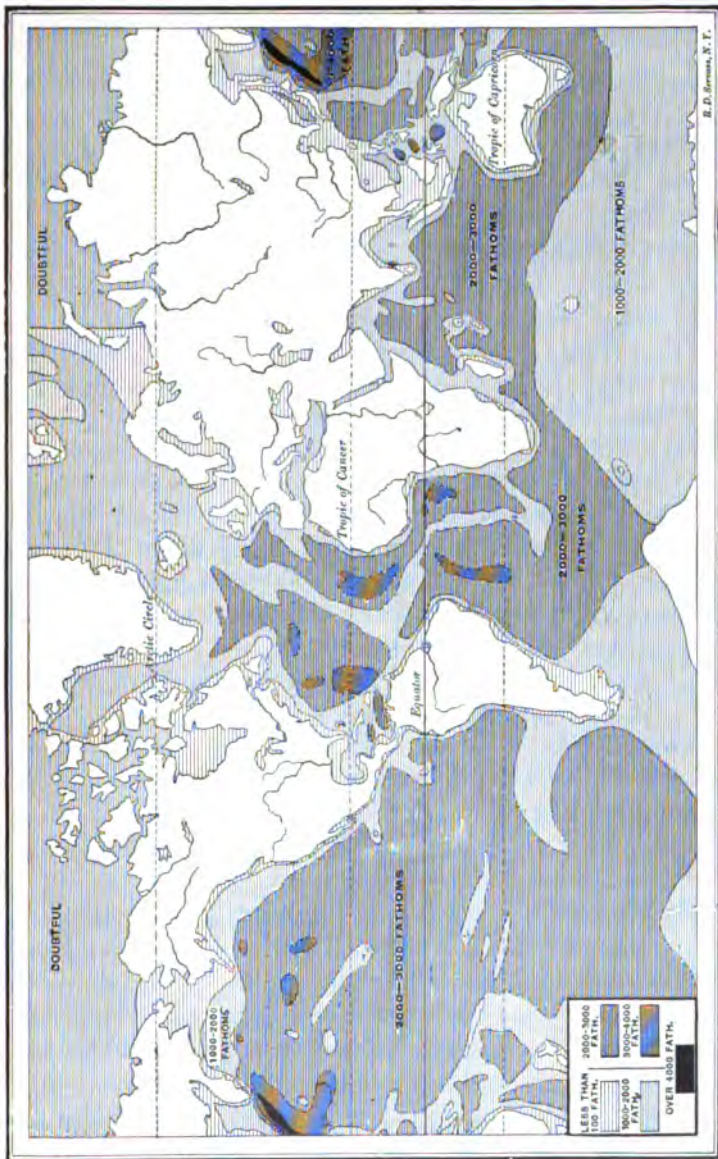 DOUBTFUL
DOUBTFUL
Arctic Circle
1000-2000
FATHOMS
FATH.
Tropic of Cancer
2000-3000 FATHOMS
Equator
Tropic of Capricorn
2000-3000
FATHOMS
2000-3000
FATHOMS
1000-2000 FATHOMS
LESS THAN
100 FATH.
2000-3000
FATH.
1000-2000
FATH.
3000-4000
FATH.
OVER 4000 FATH.
R.D. Servoss, N.Y.